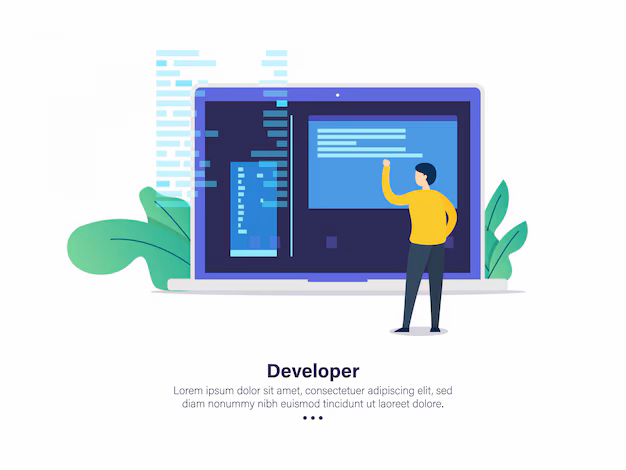 Developer
Lorem ipsum dolor sit amet, consectetuer adipiscing elit, sed
diam nonummy nibh euismod tincidunt ut laoreet dolore.